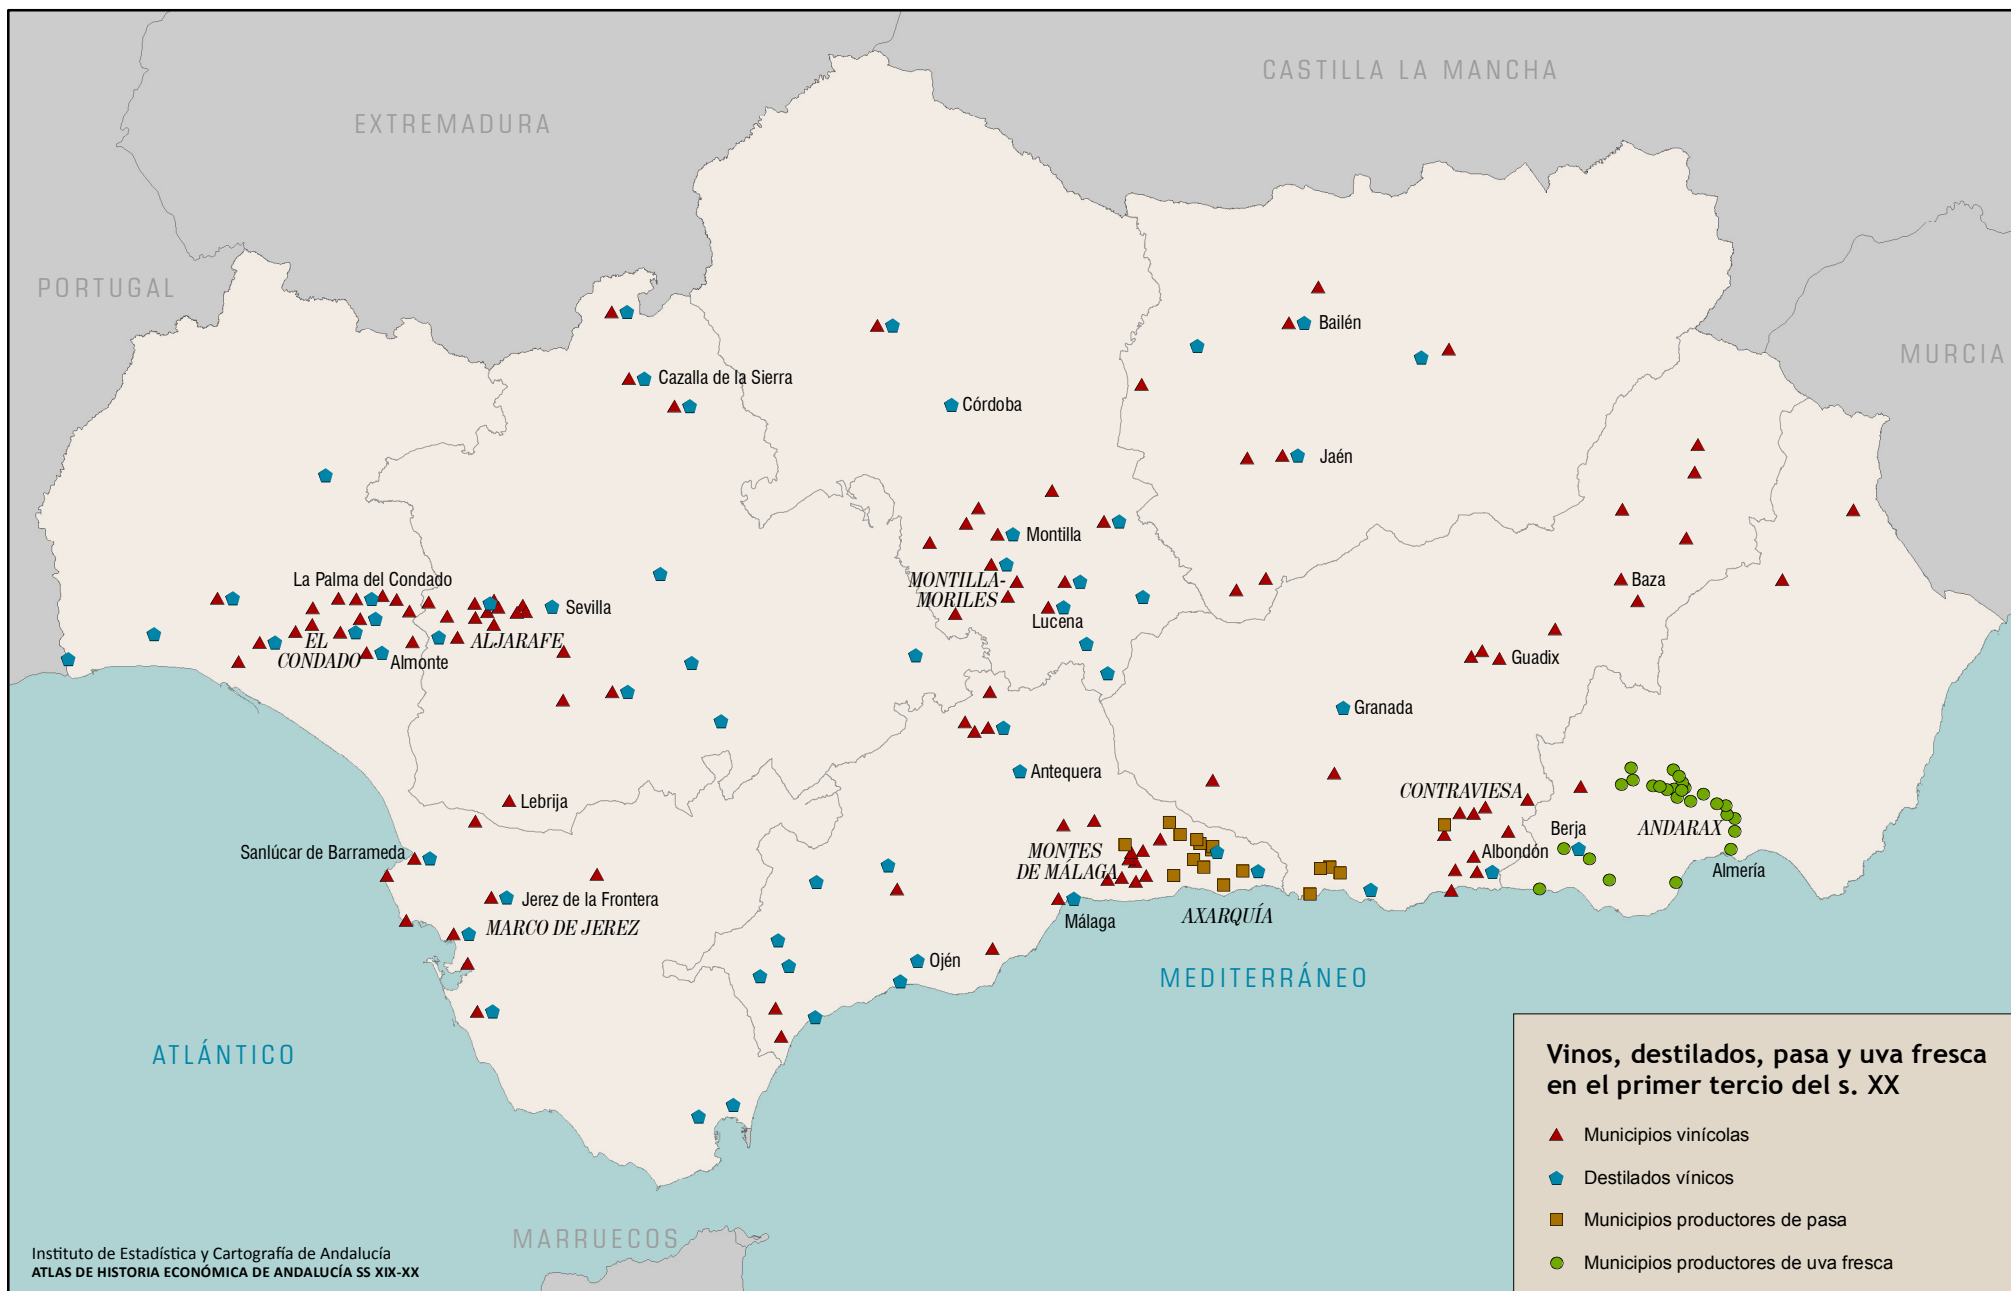 CASTILLA LA MANCHA
EXTREMADURA
PORTUGAL
MURCIA
Bailén
Cazalla de la Sierra
Córdoba
Jaén
Montilla
La Palma del Condado
MONTILLA-
MORILES
Baza
Sevilla
Lucena
EL
CONDADO
ALJARAFE
Almonte
Guadix
Granada
Antequera
CONTRAVIESA
Lebrija
Berja
ANDARAX
Sanlúcar de Barrameda
MONTES
DE MÁLAGA
Albondón
Almería
Jerez de la Frontera
MARCO DE JEREZ
Málaga
AXARQUÍA
Ojén
MEDITERRÁNEO
ATLÁNTICO
MARRUECOS
Vinos, destilados, pasa y uva fresca
en el primer tercio del s. XX
Municipios vinícolas
Destilados vínicos
Municipios productores de pasa
Municipios productores de uva fresca
Instituto de Estadística y Cartografía de Andalucía
ATLAS DE HISTORIA ECONÓMICA DE ANDALUCÍA SS XIX-XX